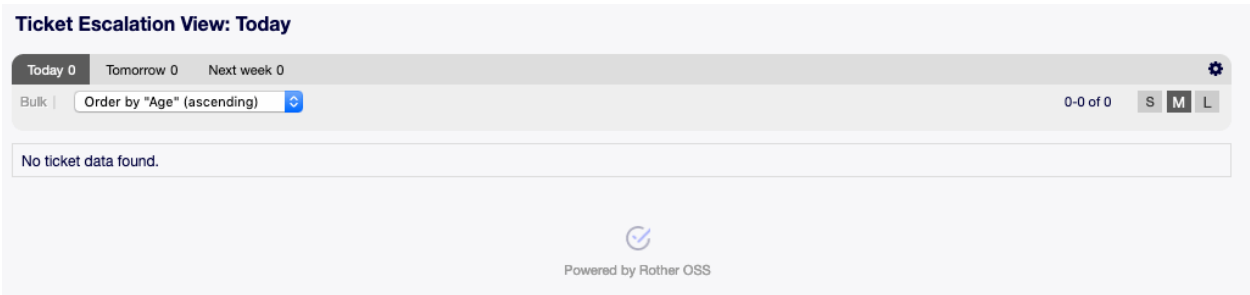 Ticket Escalation View: Today
Today 0 Tomorrow 0 Next week 0
Bulk | Order by "Age" (ascending) 0-0 of 0 S M L
No ticket data found.
Powered by Rother OSS